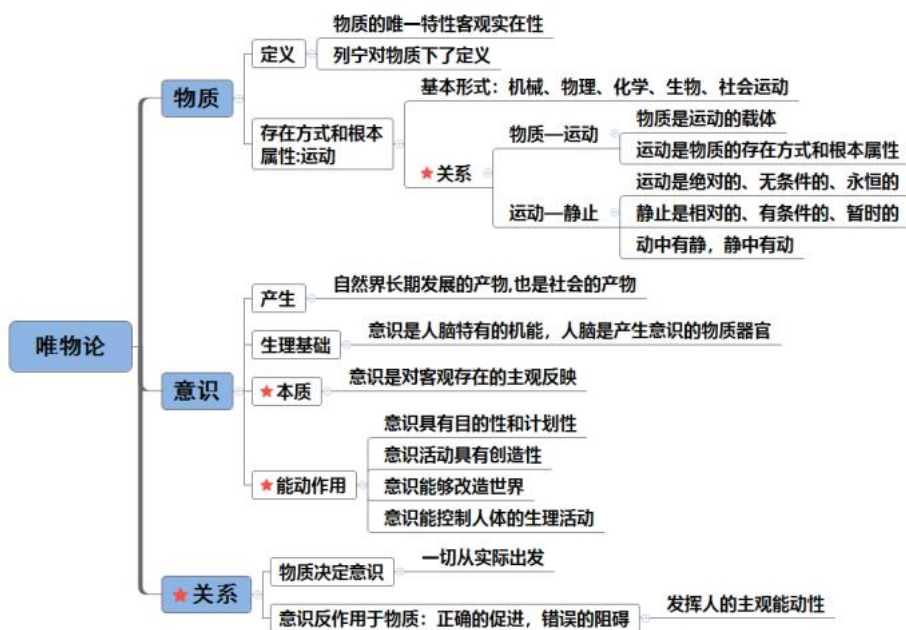 物质的唯一特性客观实在性
定义
列宁对物质下了定义
物质
基本形式：机械、物理、化学、生物、社会运动
存在方式和根本
属性:运动
物质是运动的载体
物质—运动
运动是物质的存在方式和根本属性
★关系
运动是绝对的、无条件的、永恒的
运动—静止
静止是相对的、有条件的、暂时的
动中有静，静中有动
唯物论
自然界长期发展的产物,也是社会的产物
产生
意识是人脑特有的机能，人脑是产生意识的物质器官
生理基础
意识
意识是对客观存在的主观反映
★本质
意识具有目的性和计划性
意识活动具有创造性
★能动作用
意识能够改造世界
意识能控制人体的生理活动
一切从实际出发
物质决定意识
★关系
发挥人的主观能动性
意识反作用于物质：正确的促进，错误的阻碍